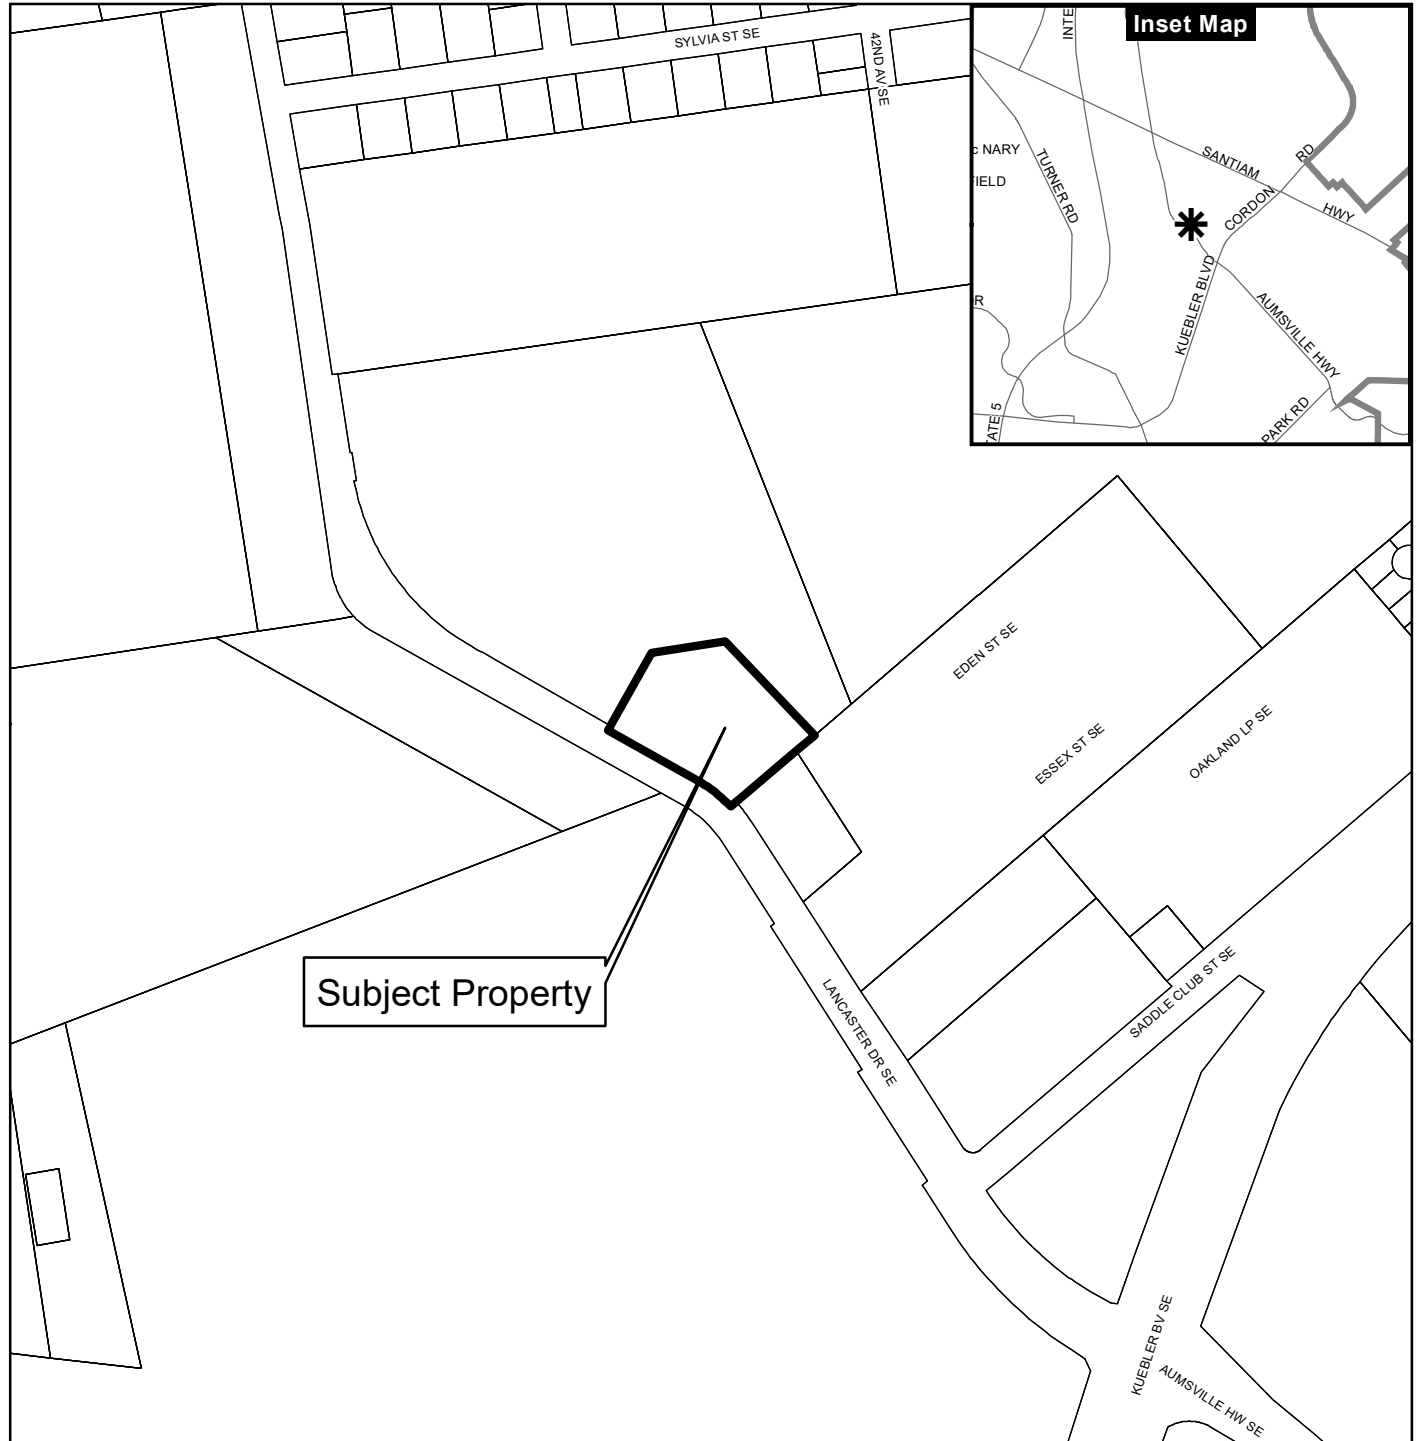 SYLVIA ST SE
42ND AV SE
Inset Map
INTE
c NARY
FIELD
TURNER RD
SANTIAM
HWY
CORDON
RD
KUEBLER BLVD
AUMSVILLE HWY
R
ATE 5
PARK RD
EDEN ST SE
ESSEX ST SE
OAKLAND LP SE
Subject Property
LANCASTER DR SE
SADDLE CLUB ST SE
KUEBLER BV SE
AUMSVILLE HW SE